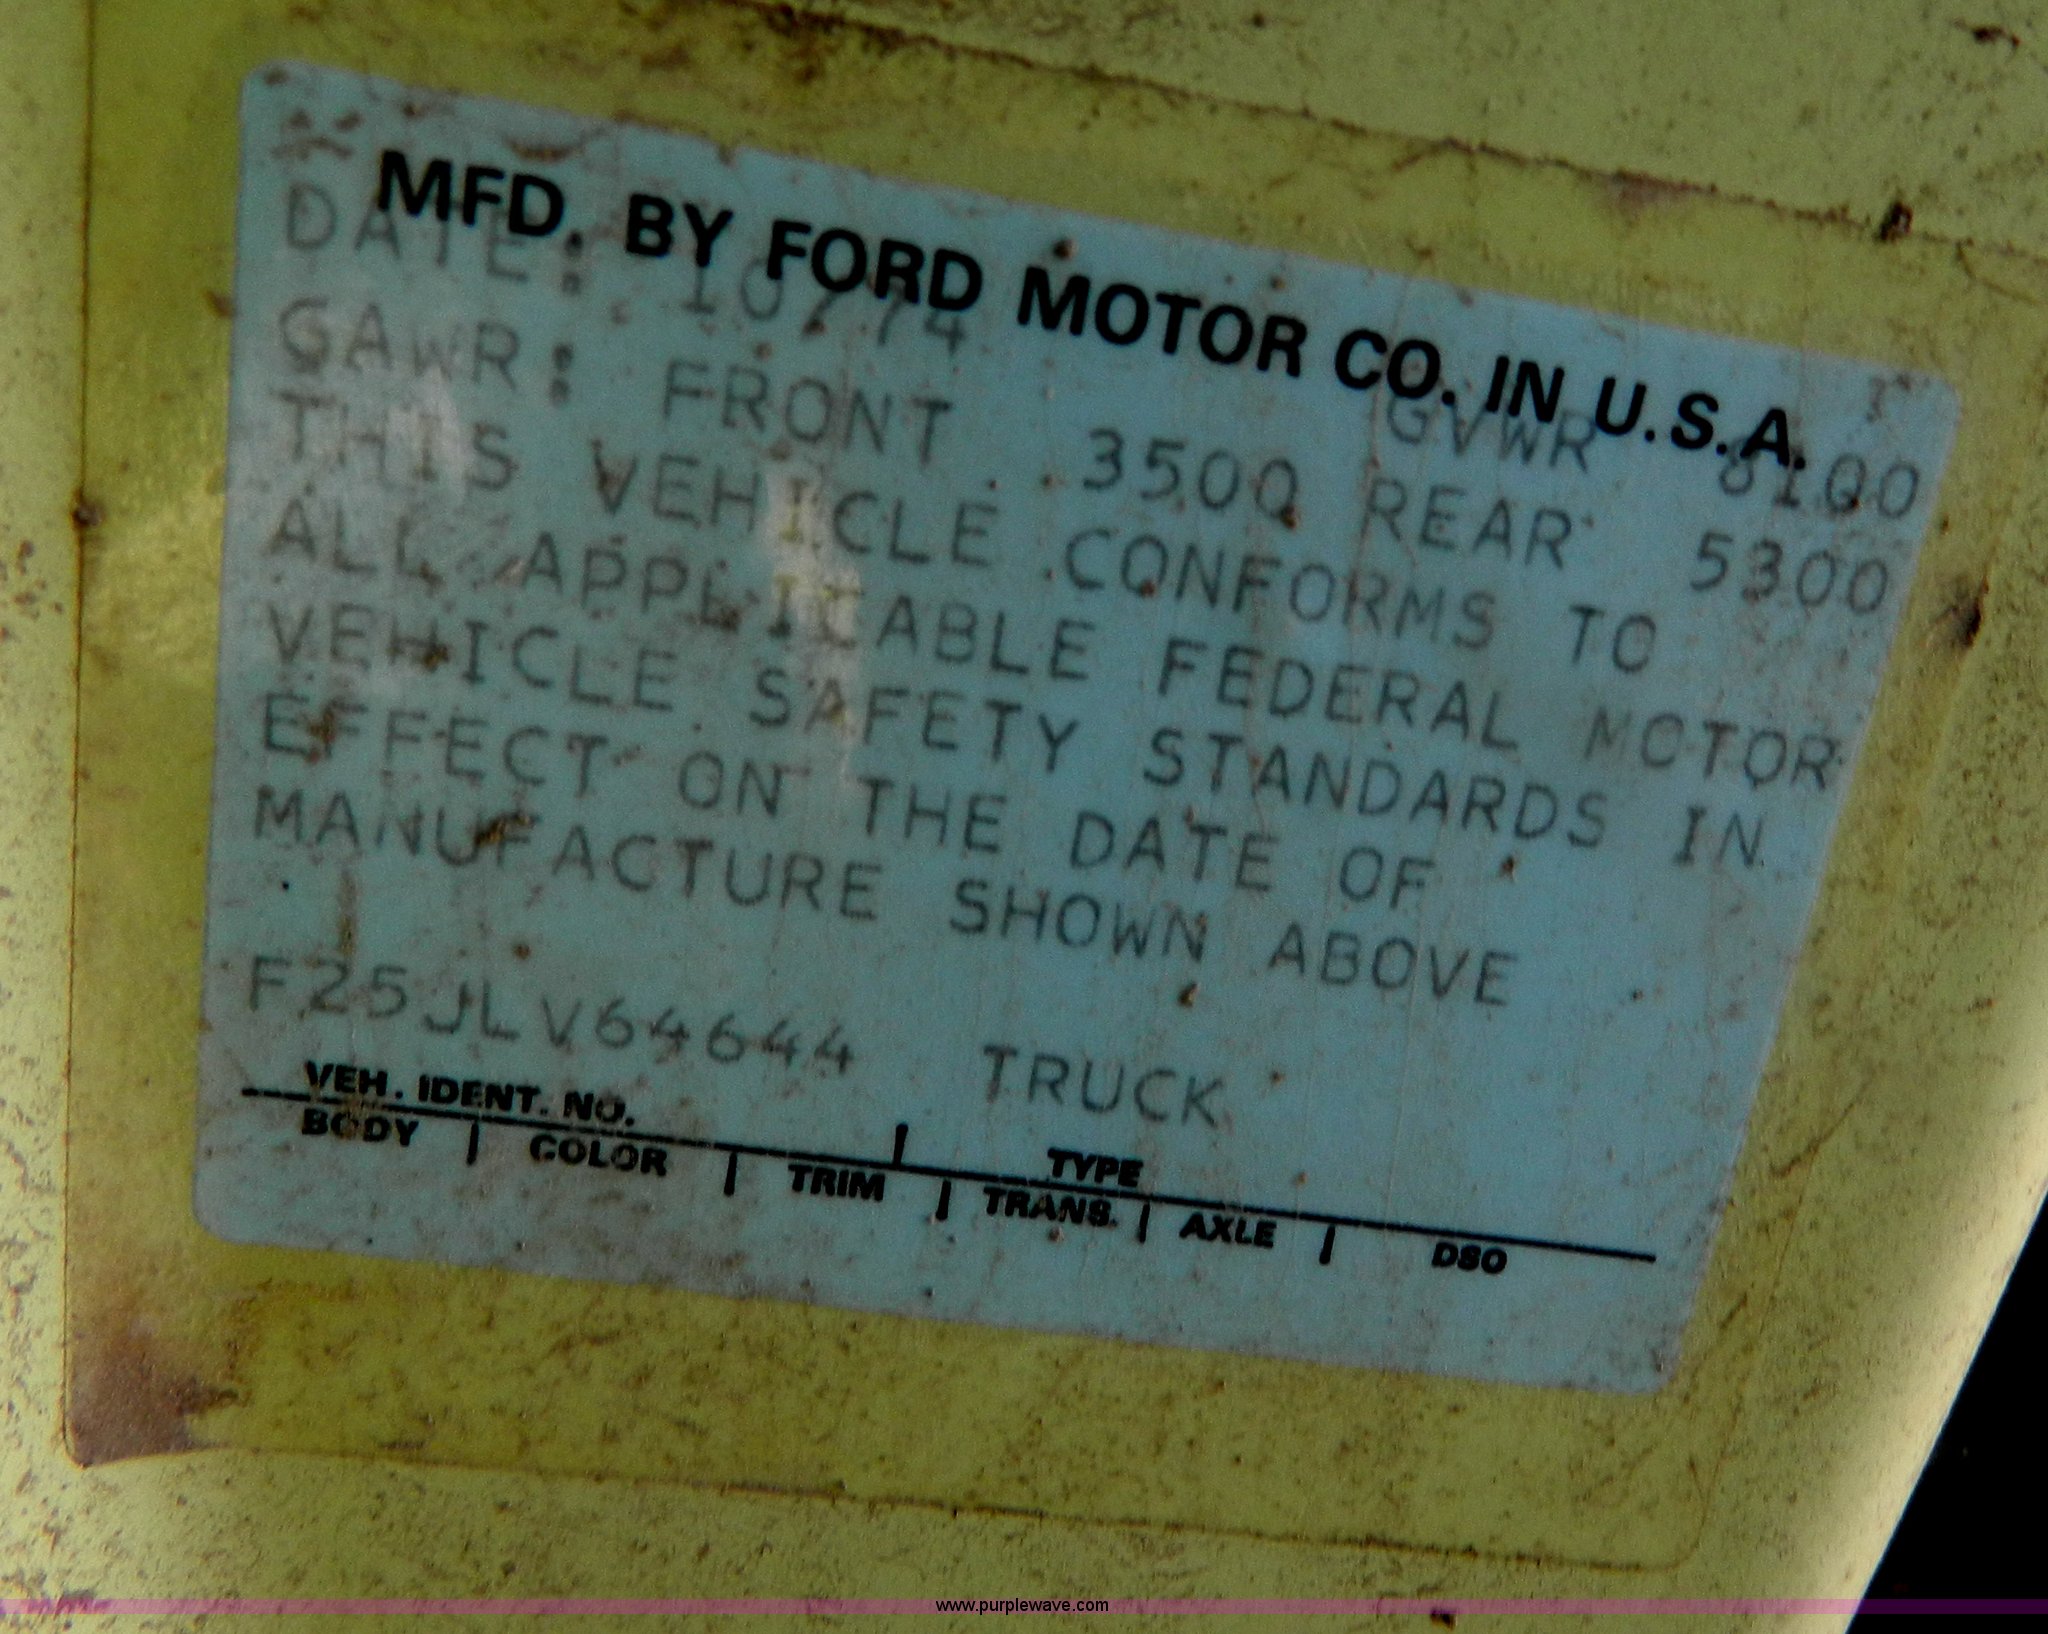 MFD. BY FORD MOTOR CO. IN U.S.A.
DATE: 10/74 GVWR 8100
GAWR: FRONT 3500 REAR 5300
THIS VEHICLE CONFORMS TO
ALL APPLICABLE FEDERAL MOTOR
VEHICLE SAFETY STANDARDS IN
EFFECT ON THE DATE OF
MANUFACTURE SHOWN ABOVE
F25JLV64644 TRUCK
VEH. IDENT. NO. TYPE
BODY COLOR TRIM TRANS. AXLE DSO
www.purplewave.com